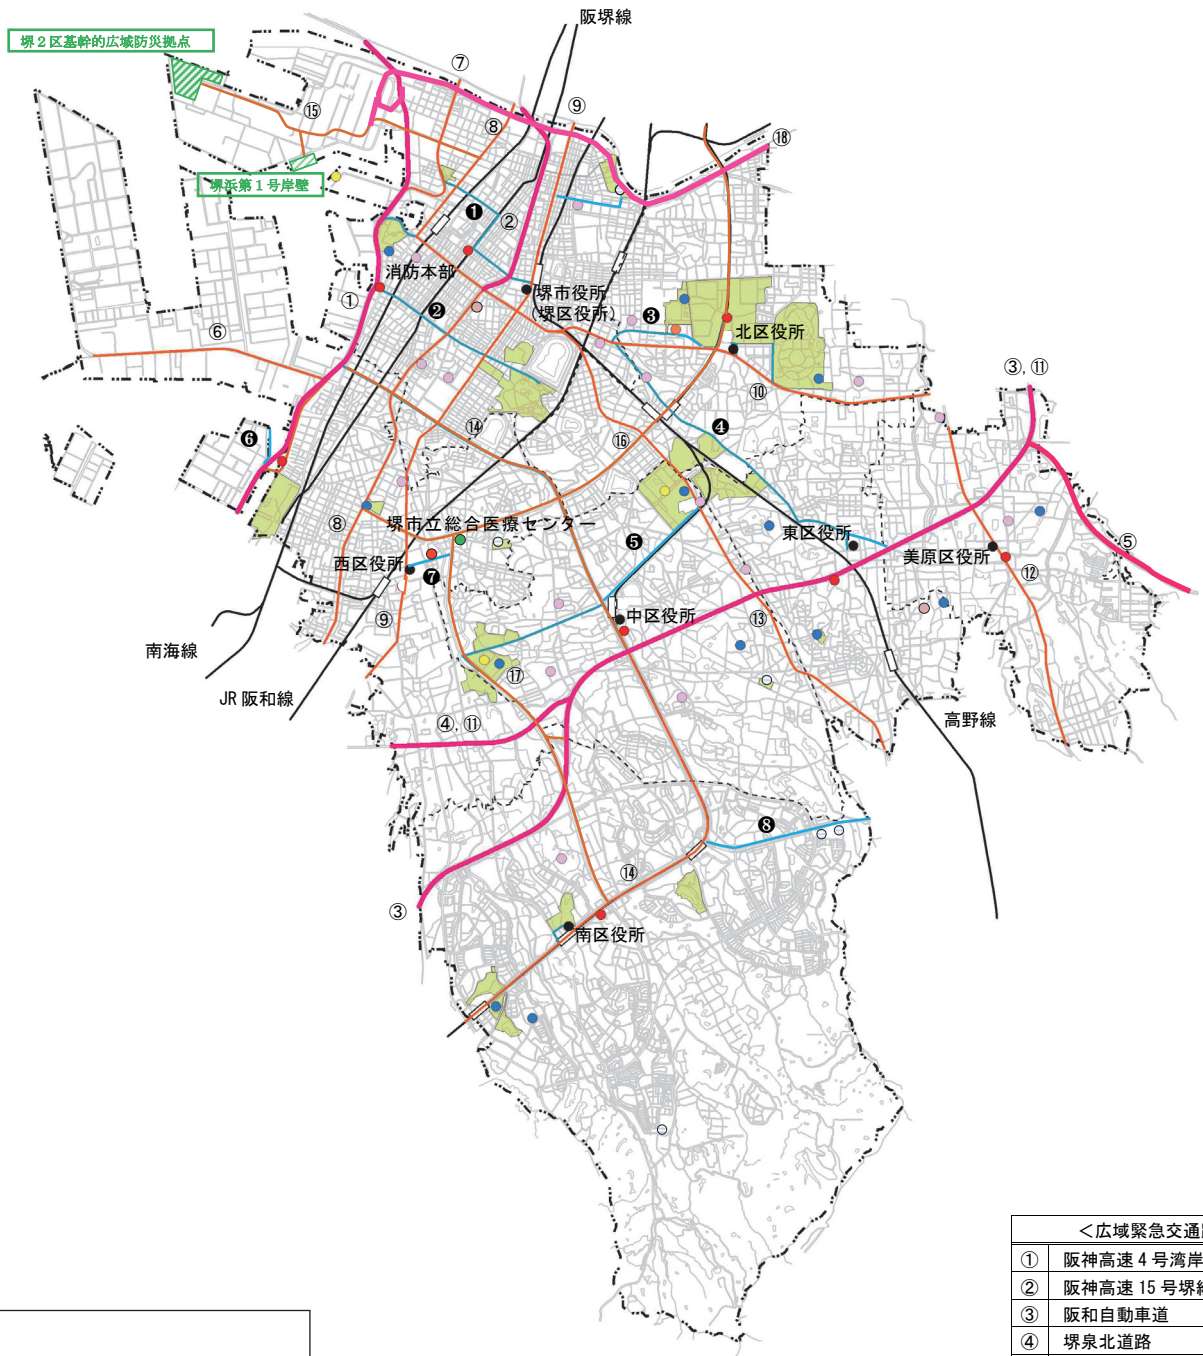 阪堺線
堺２区基幹的広域防災拠点
⑦
⑨
⑮
⑧
⑱
堺浜第１号岸壁
❶
②
消防本部
①
堺市役所
(堺区役所)
❷
❸
北区役所
⑥
③,⑪
⑩
⑭
❹
❻
⑯
⑧
堺市立総合医療センター
❺
東区役所
⑤
美原区役所
西区役所
❼
⑫
⑨
中区役所
⑬
南海線
⑰
JR 阪和線
④,⑪
高野線
❽
⑭
③
南区役所
＜広域緊急交通
① 阪神高速 4 号湾岸
② 阪神高速 15 号堺
③ 阪和自動車道
④ 堺泉北道路